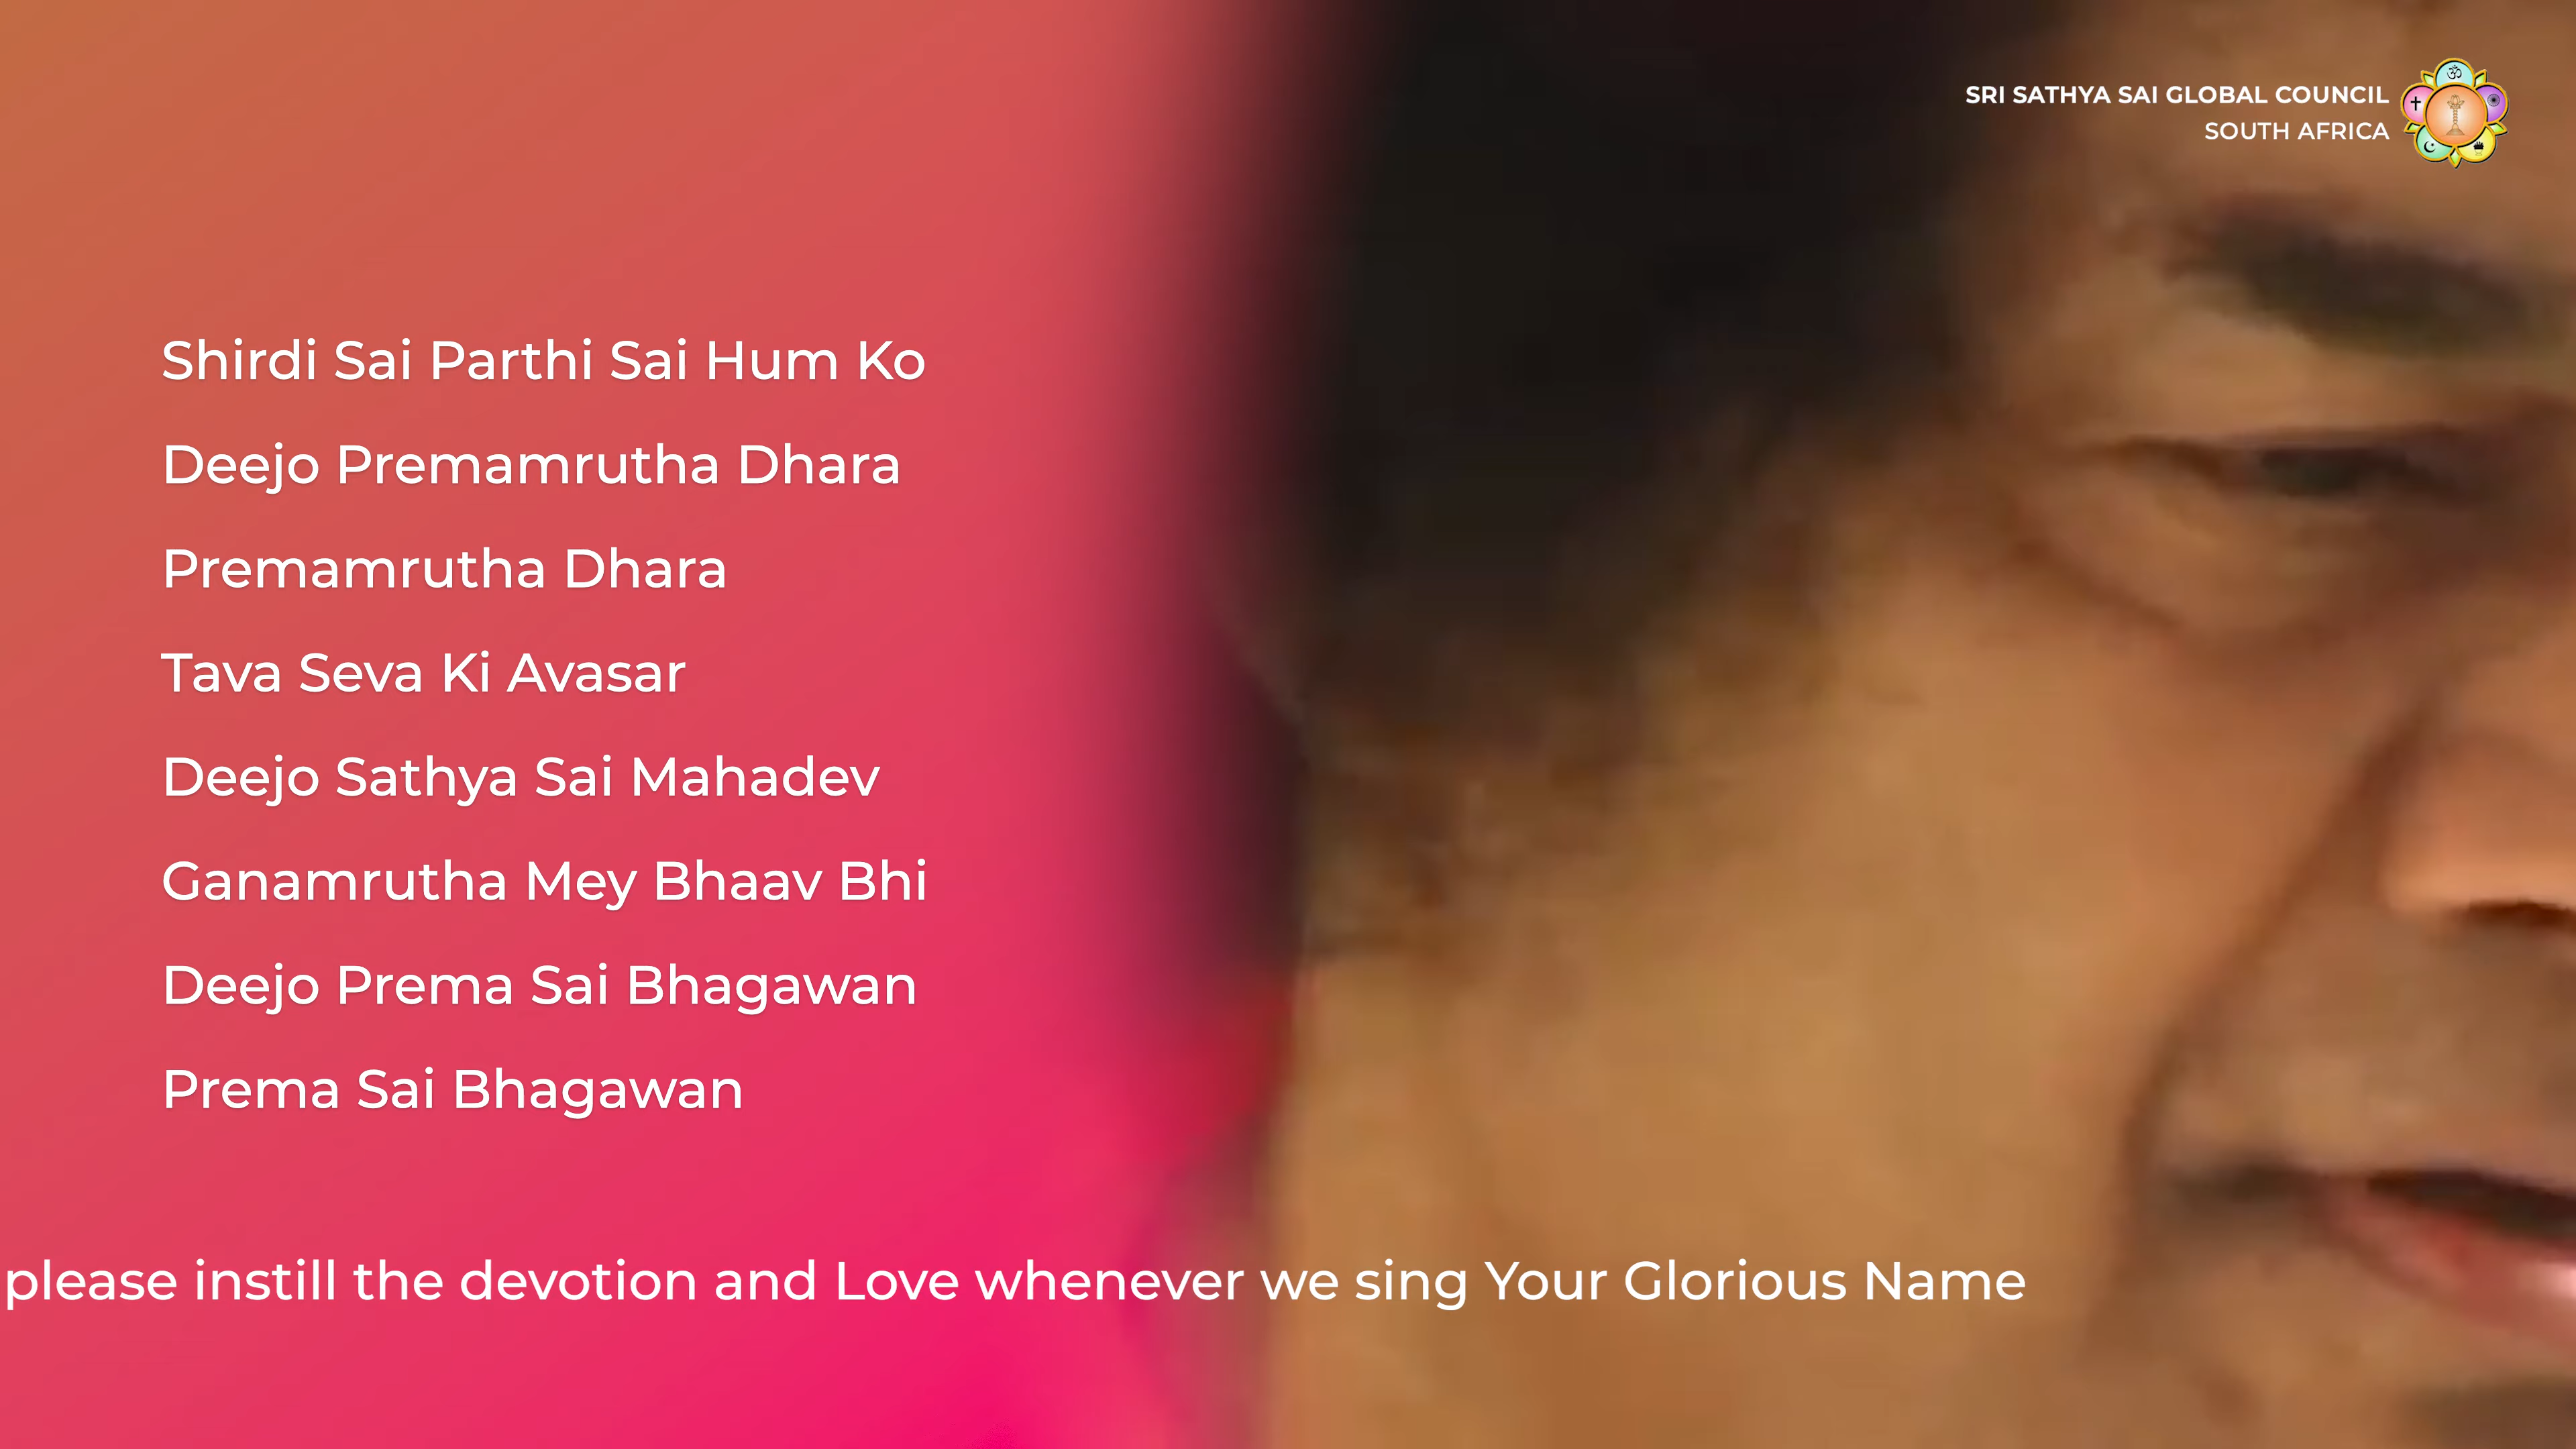 SRI SATHYA SAI GLOBAL COUNCIL
SOUTH AFRICA
Shirdi Sai Parthi Sai Hum Ko
Deejo Premamrutha Dhara
Premamrutha Dhara
Tava Seva Ki Avasar
Deejo Sathya Sai Mahadev
Ganamrutha Mey Bhaav Bhi
Deejo Prema Sai Bhagawan
Prema Sai Bhagawan
please instill the devotion and Love whenever we sing Your Glorious Name